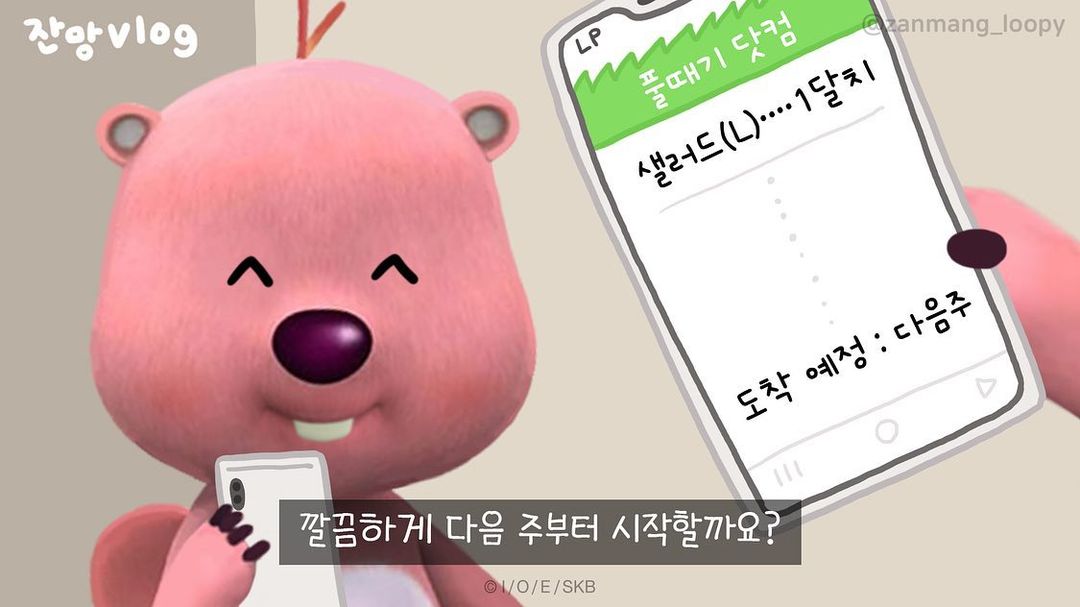 잔망Vlog
@zanmang_loopy
LP
풀때기 닷컴
샐러드(L)····1달치
도착 예정 : 다음주
깔끔하게 다음 주부터 시작할까요?
©I/O/E/SKB